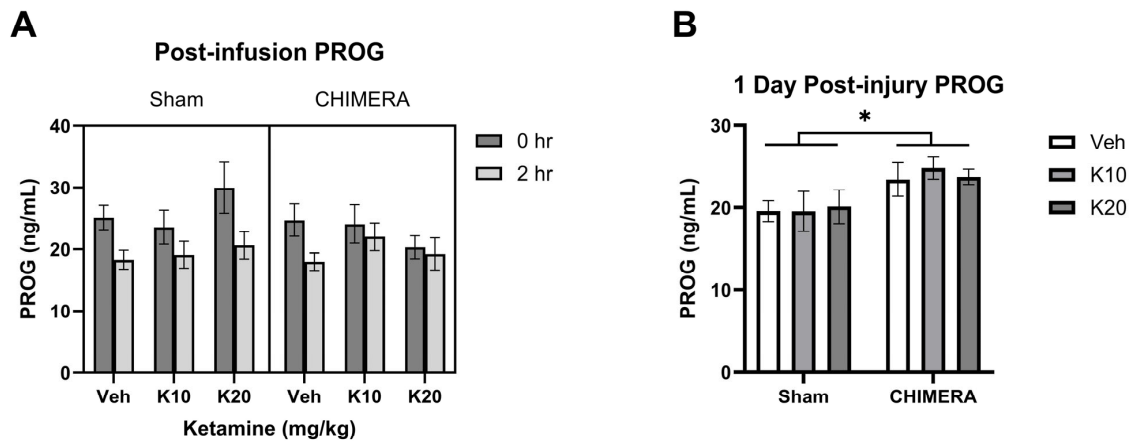 A
Post-infusion PROG
Sham CHIMERA
40
30
20
10
0
PROG (ng/mL)
Veh K10 K20 Veh K10 K20
Ketamine (mg/kg)
0 hr
2 hr
B
1 Day Post-injury PROG
*
30
20
10
0
PROG (ng/mL)
Sham CHIMERA
Veh
K10
K20